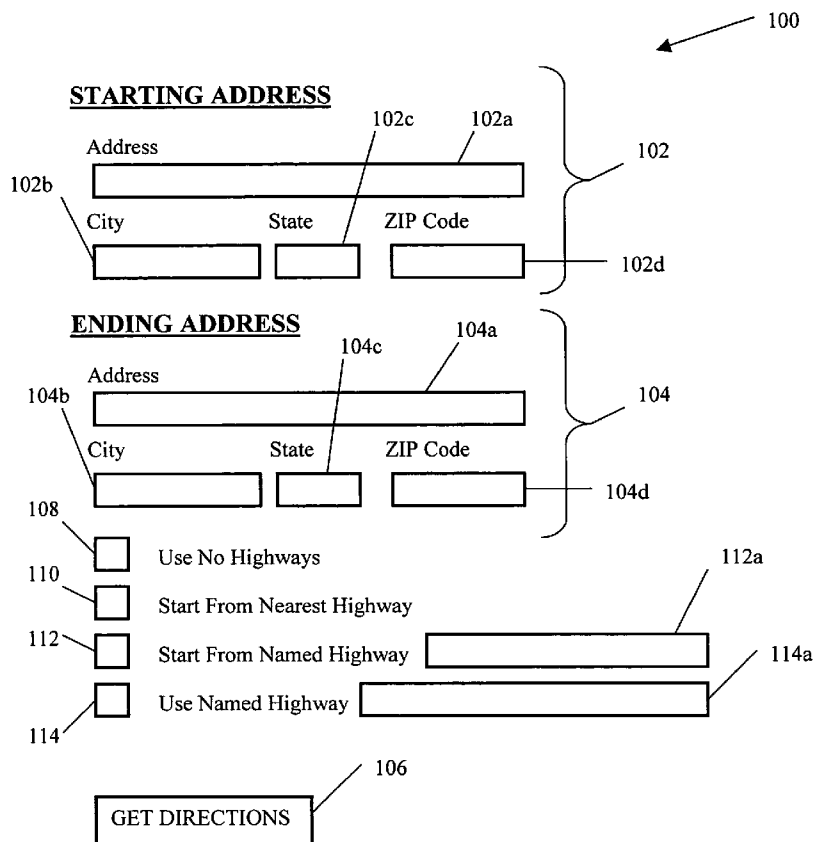 100
STARTING ADDRESS
102c
102a
Address
102
102b
City
State
ZIP Code
102d
ENDING ADDRESS
104c
104a
Address
104b
104
City
State
ZIP Code
104d
108
Use No Highways
110
Start From Nearest Highway
112a
112
Start From Named Highway
114a
Use Named Highway
114
106
GET DIRECTIONS